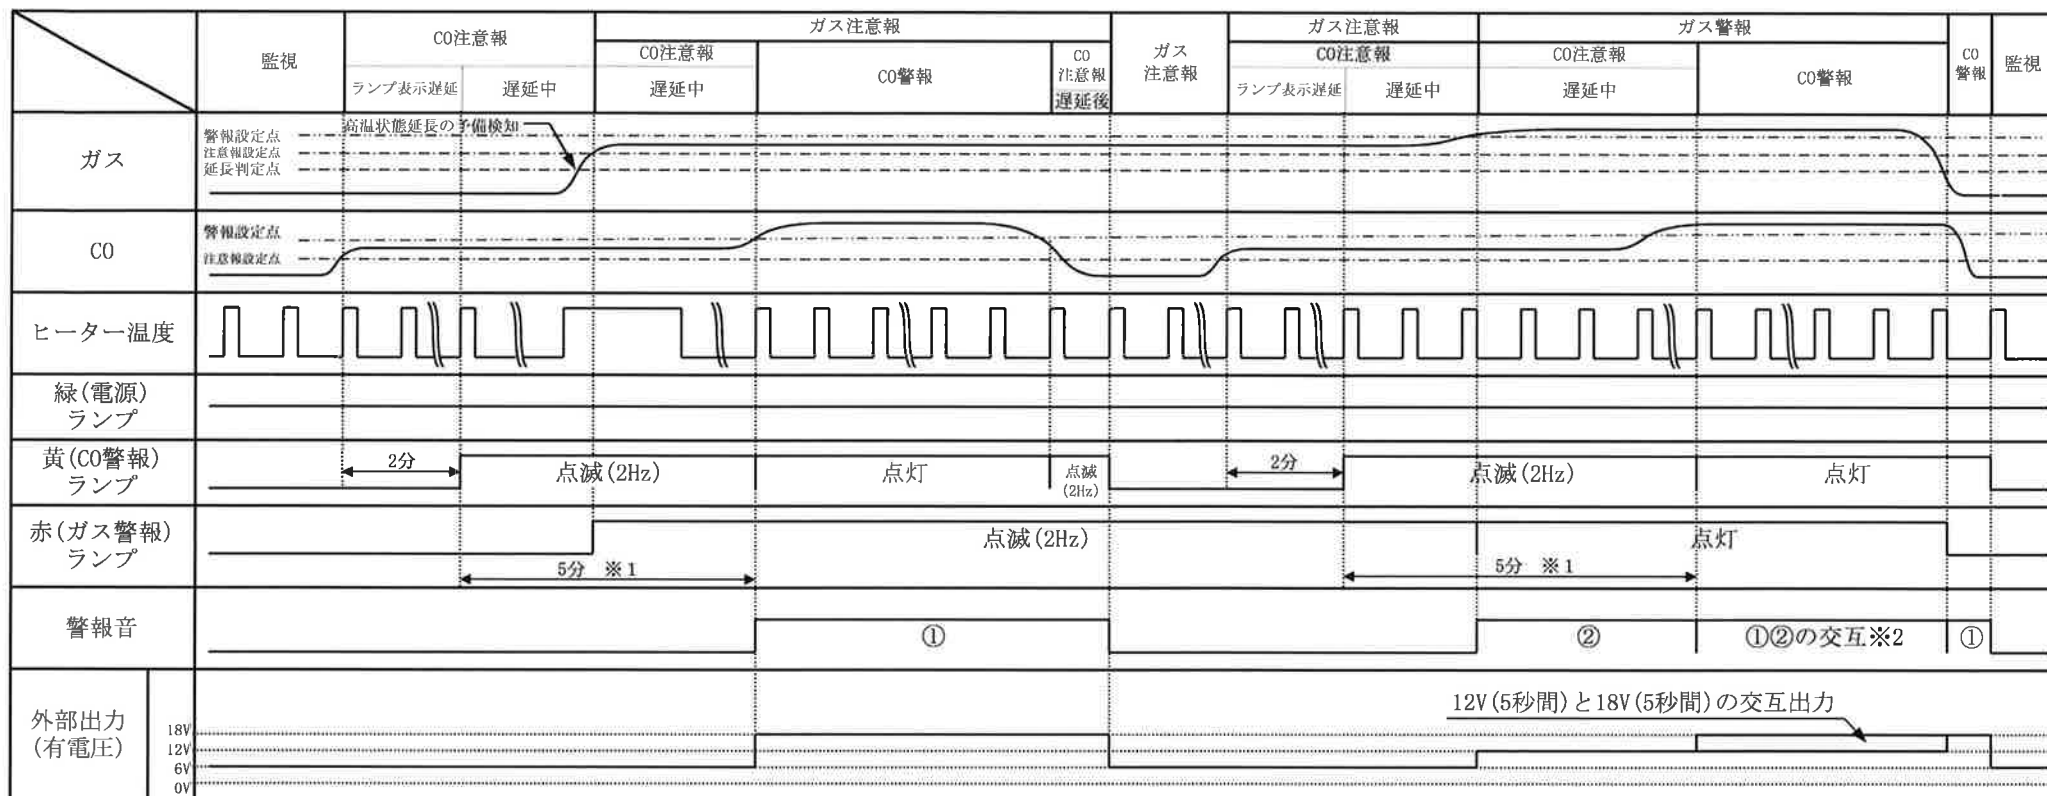 監視
CO注意報
ランプ表示遅延
遅延中
ガス注意報
CO注意報
遅延中
CO警報
CO
注意報
遅延後
ガス
注意報
ガス注意報
CO注意報
ランプ表示遅延
遅延中
ガス警報
CO注意報
遅延中
CO警報
CO
警報
監視
ガス
警報設定点
注意報設定点
延長判定点
高温状態延長の予備検知
CO
警報設定点
注意報設定点
ヒーター温度
緑(電源)
ランプ
黄(CO警報)
ランプ
2分
点滅(2Hz)
点灯
点滅
(2Hz)
2分
点滅(2Hz)
点灯
赤(ガス警報)
ランプ
点滅(2Hz)
点灯
5分 ※1
5分 ※1
警報音
①
②
①②の交互※2
①
外部出力
(有電圧)
18V
12V
6V
0V
12V(5秒間)と18V(5秒間)の交互出力